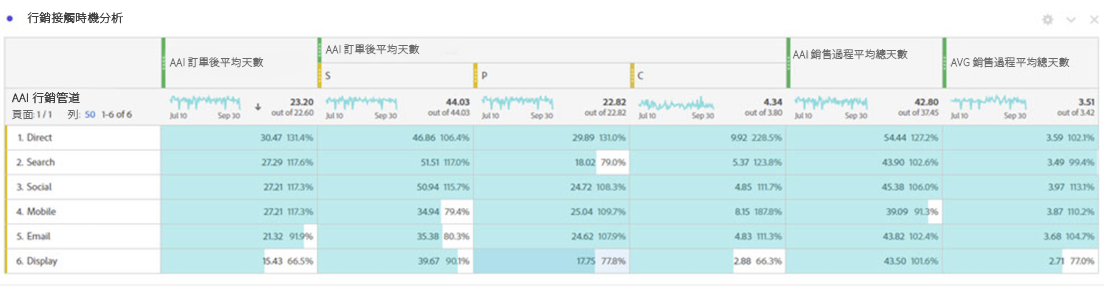 行銷接觸時機分析
AAI 訂單後平均天數
AAI 訂單後平均天數
AAI 銷售過程平均總天數
AVG 銷售過程平均總天數
S P C
AAI 行銷管道
頁面: 1 / 1 列: 50 1-6 of 6
Jul 10 Sep 30 23.20 out of 22.60
Jul 10 Sep 30 44.03 out of 44.03
Jul 10 Sep 30 22.82 out of 22.82
Jul 10 Sep 30 4.34 out of 3.80
Jul 10 Sep 30 42.80 out of 37.45
Jul 10 Sep 30 3.51 out of 3.42
1. Direct 30.47 131.4% 46.86 106.4% 29.89 131.0% 9.92 228.5% 54.44 127.2% 3.59 102.1%
2. Search 27.29 117.6% 51.51 117.0% 18.02 79.0% 5.37 123.8% 43.90 102.6% 3.49 99.4%
3. Social 27.21 117.3% 50.94 115.7% 24.72 108.3% 4.85 111.7% 45.38 106.0% 3.97 113.1%
4. Mobile 27.21 117.3% 34.94 79.4% 25.04 109.7% 8.15 187.8% 39.09 91.3% 3.87 110.2%
5. Email 21.32 91.9% 35.38 80.3% 24.62 107.9% 4.83 111.3% 43.82 102.4% 3.68 104.7%
6. Display 15.43 66.5% 39.67 90.1% 17.75 77.8% 2.88 66.3% 43.50 101.6% 2.71 77.0%